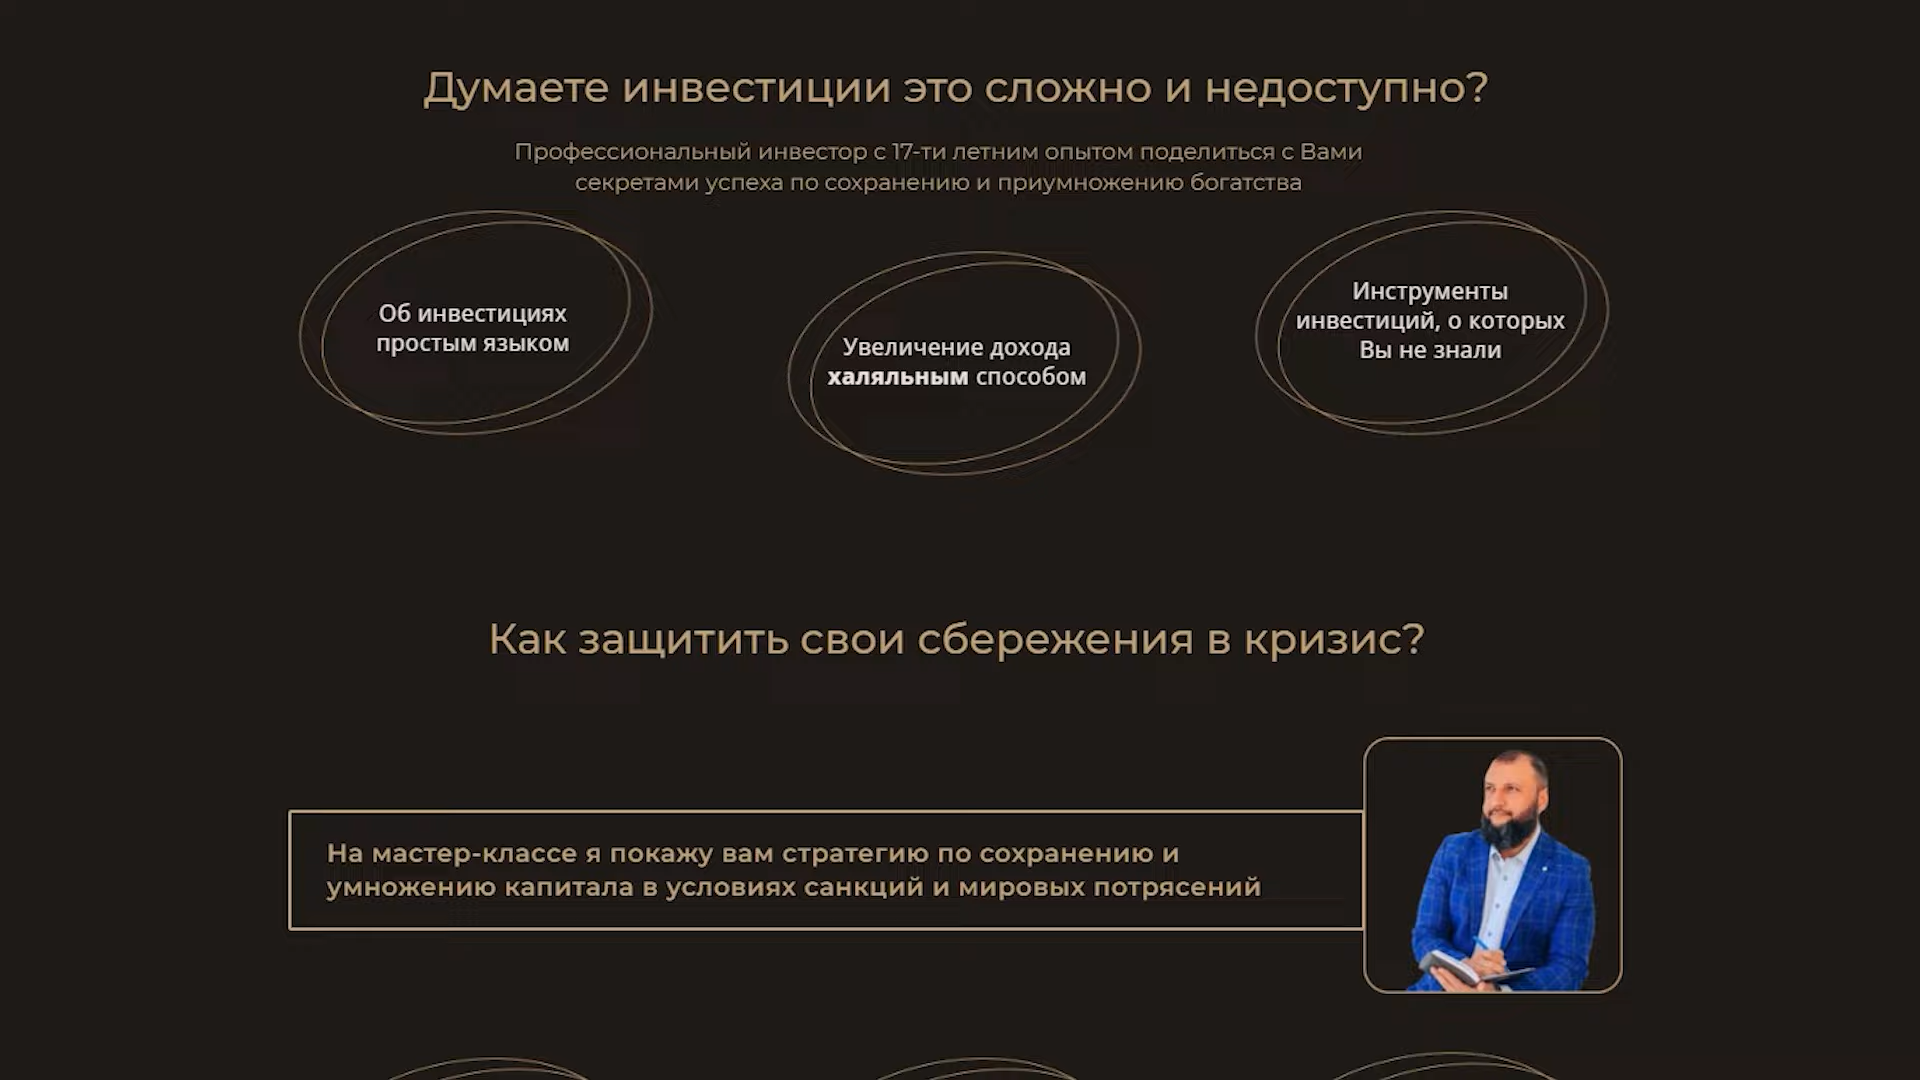 Думаете инвестиции это сложно и недоступно?
Профессиональный инвестор с 17-ти летним опытом поделиться с Вами
секретами успеха по сохранению и приумножению богатства
Об инвестициях
простым языком
Увеличение дохода
халяльным способом
Инструменты
инвестиций, о которых
Вы не знали
Как защитить свои сбережения в кризис?
На мастер-классе я покажу вам стратегию по сохранению и
умножению капитала в условиях санкций и мировых потрясений